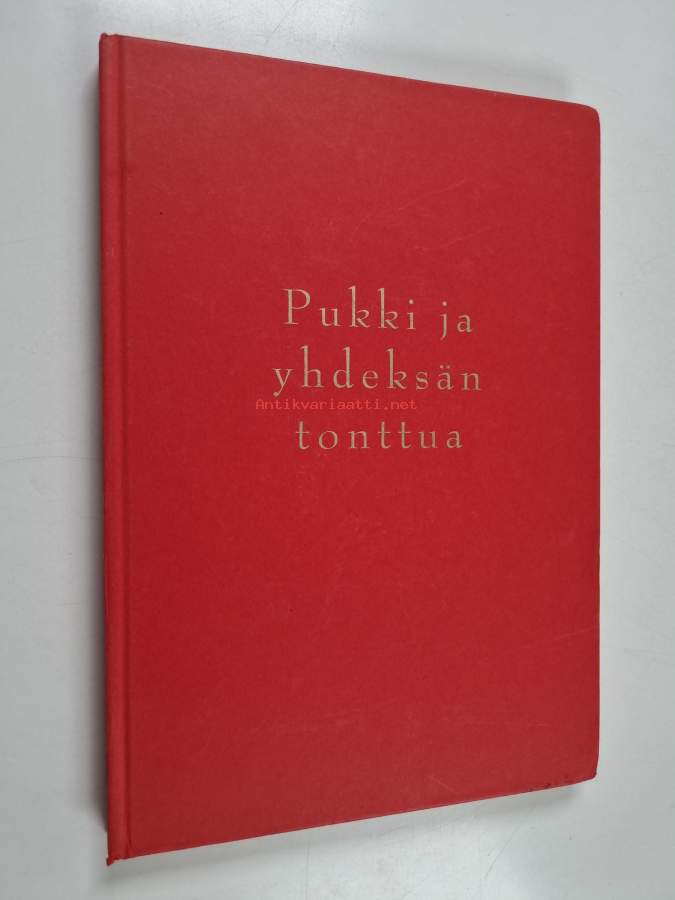 Pukki ja
yhdeksän
Antikvariaatti.net
tonttua